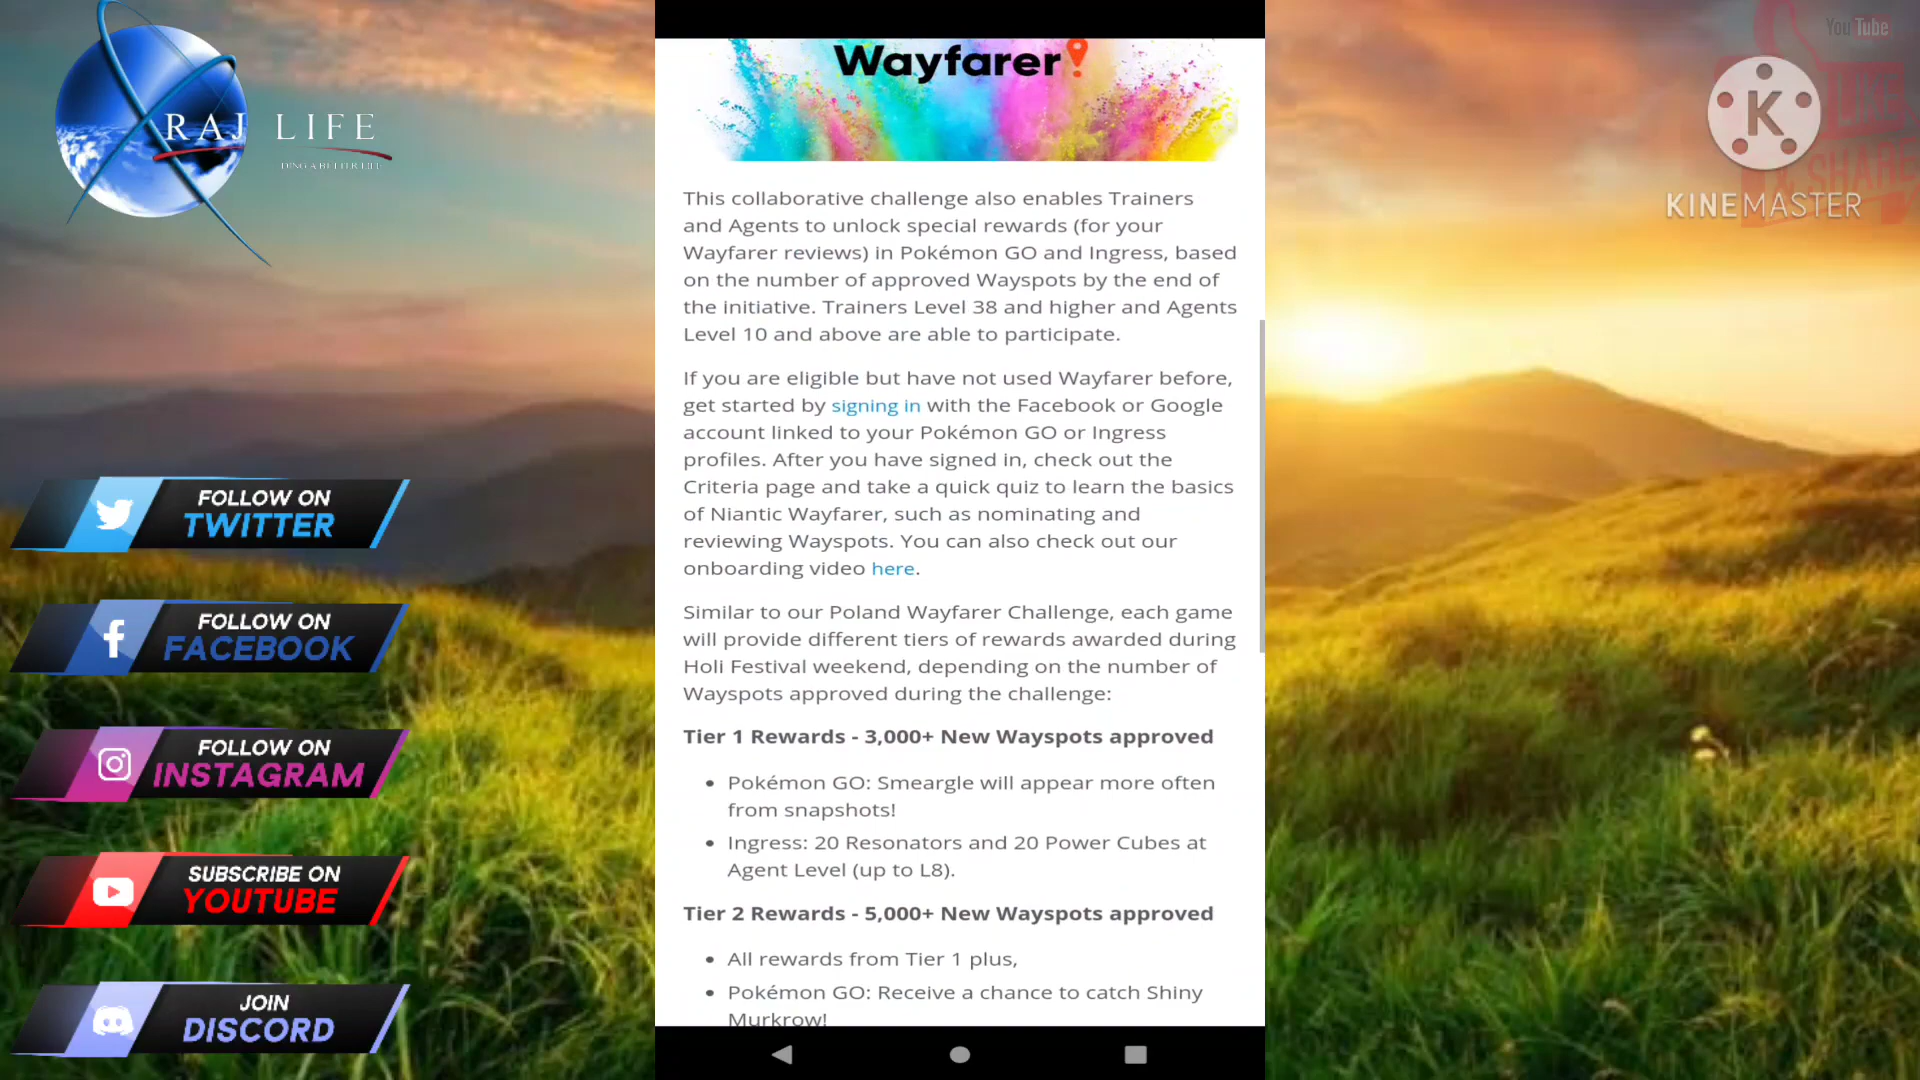 RAJ LIFE
Wayfarer
This collaborative challenge also enables Trainers
and Agents to unlock special rewards (for your
Wayfarer reviews) in Pokémon GO and Ingress, based
on the number of approved Wayspots by the end of
the initiative. Trainers Level 38 and higher and Agents
Level 10 and above are able to participate.
If you are eligible but have not used Wayfarer before,
get started by signing in with the Facebook or Google
account linked to your Pokémon GO or Ingress
profiles. After you have signed in, check out the
Criteria page and take a quick quiz to learn the basics
of Niantic Wayfarer, such as nominating and
reviewing Wayspots. You can also check out our
onboarding video here.
Similar to our Poland Wayfarer Challenge, each game
will provide different tiers of rewards awarded during
Holi Festival weekend, depending on the number of
Wayspots approved during the challenge:
Tier 1 Rewards - 3,000+ New Wayspots approved
• Pokémon GO: Smeargle will appear more often
from snapshots!
• Ingress: 20 Resonators and 20 Power Cubes at
Agent Level (up to L8).
Tier 2 Rewards - 5,000+ New Wayspots approved
• All rewards from Tier 1 plus,
• Pokémon GO: Receive a chance to catch Shiny
Murkrow!
FOLLOW ON
TWITTER
FOLLOW ON
FACEBOOK
FOLLOW ON
INSTAGRAM
SUBSCRIBE ON
YOUTUBE
JOIN
DISCORD
You Tube
LIKE
& SHARE
K
KINEMASTER